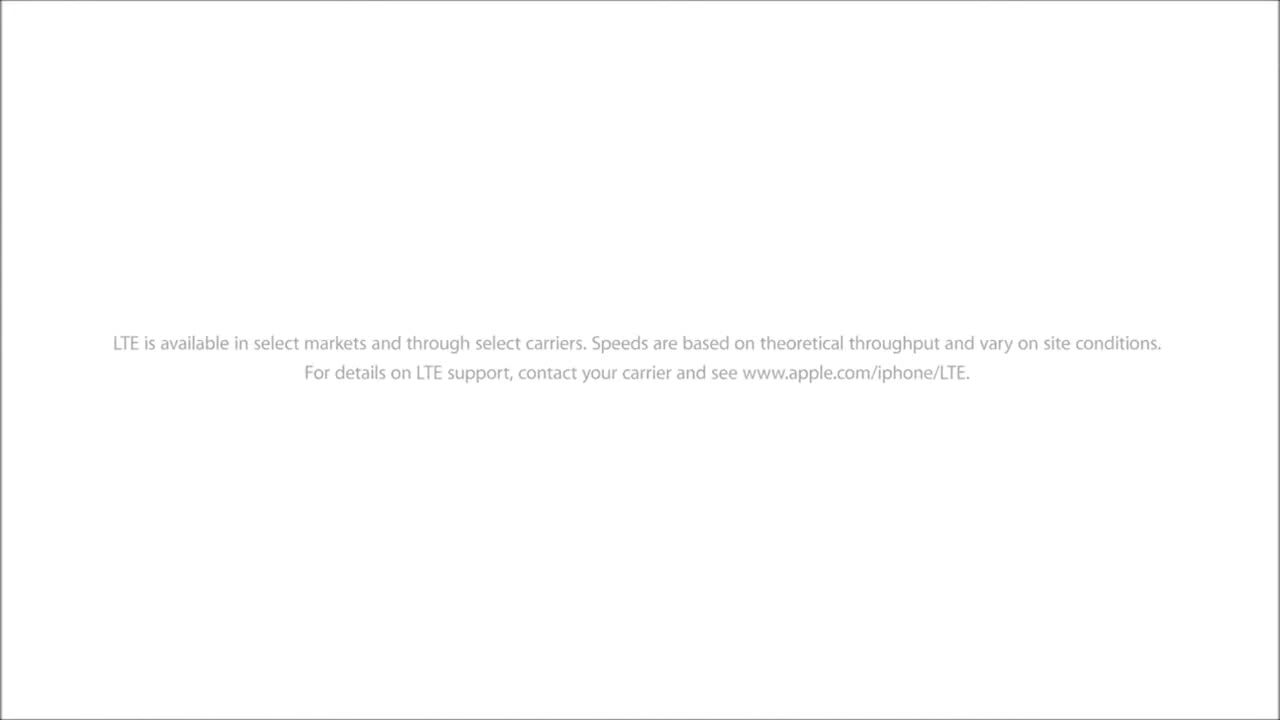 LTE is available in select markets and through select carriers. Speeds are based on theoretical throughput and vary on site conditions.
For details on LTE support, contact your carrier and see www.apple.com/iphone/LTE.